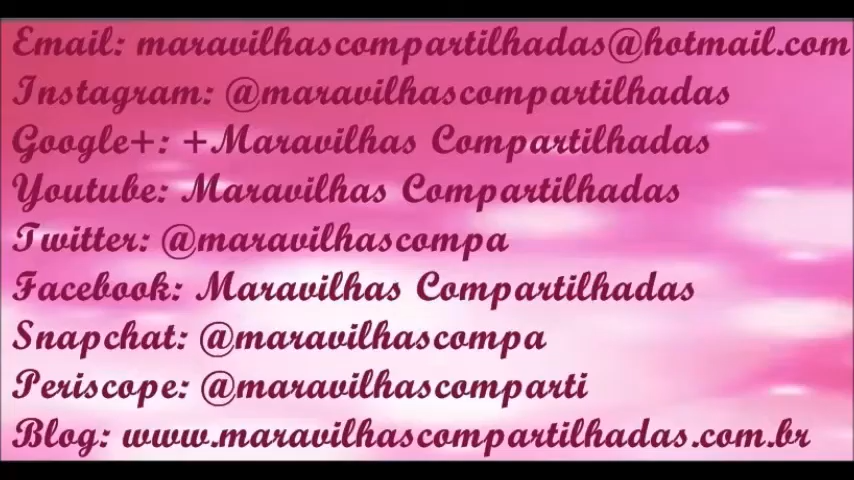 Email: maravilhascompartilhadas@hotmail.com
Instagram: @maravilhascompartilhadas
Google+: +Maravilhas Compartilhadas
Youtube: Maravilhas Compartilhadas
Twitter: @maravilhascompa
Facebook: Maravilhas Compartilhadas
Snapchat: @maravilhascompa
Periscope: @maravilhascomparti
Blog: www.maravilhascompartilhadas.com.br